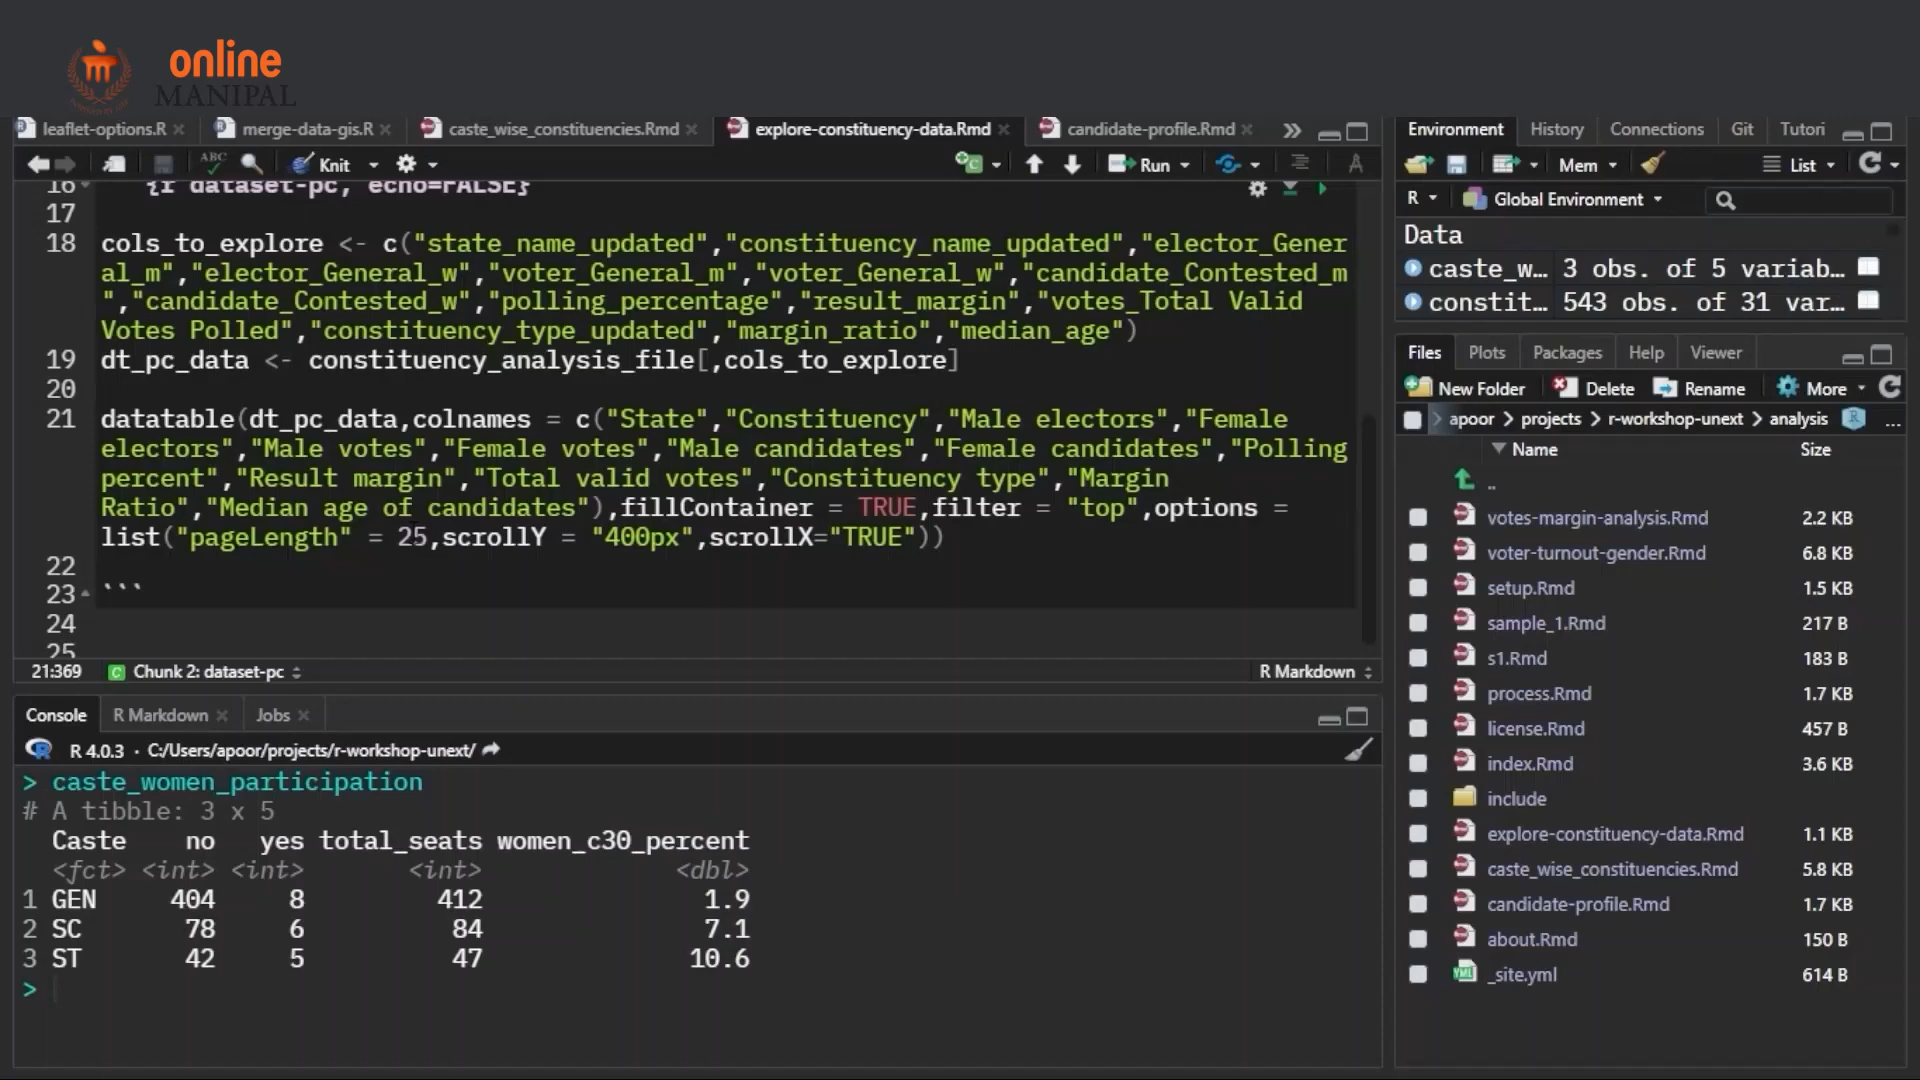 online
MANIPAL
leaflet-options.R
merge-data-gis.R
caste_wise_constituencies.Rmd
explore-constituency-data.Rmd
candidate-profile.Rmd
ABC
Knit
Run
16 {r dataset-pc, echo=FALSE}
17
18 cols_to_explore <- c("state_name_updated","constituency_name_updated","elector_Gener
al_m","elector_General_w","voter_General_m","voter_General_w","candidate_Contested_m
","candidate_Contested_w","polling_percentage","result_margin","votes_Total Valid
Votes Polled","constituency_type_updated","margin_ratio","median_age")
19 dt_pc_data <- constituency_analysis_file[,cols_to_explore]
20
21 datatable(dt_pc_data,colnames = c("State","Constituency","Male electors","Female
electors","Male votes","Female votes","Male candidates","Female candidates","Polling
percent","Result margin","Total valid votes","Constituency type","Margin
Ratio","Median age of candidates"),fillContainer = TRUE,filter = "top",options =
list("pageLength" = 25,scrollY = "400px",scrollX="TRUE"))
22
23 ```
24
25
21:369 Chunk 2: dataset-pc R Markdown
Console R Markdown Jobs
R 4.0.3 · C:/Users/apoor/projects/r-workshop-unext/
> caste_women_participation
# A tibble: 3 x 5
Caste no yes total_seats women_c30_percent
<fct> <int> <int> <int> <dbl>
1 GEN 404 8 412 1.9
2 SC 78 6 84 7.1
3 ST 42 5 47 10.6
>
Environment History Connections Git Tutori
Mem List
R Global Environment
Data
caste_w… 3 obs. of 5 variab…
constit… 543 obs. of 31 var…
Files Plots Packages Help Viewer
New Folder Delete Rename More
apoor > projects > r-workshop-unext > analysis ...
Name Size
..
votes-margin-analysis.Rmd 2.2 KB
voter-turnout-gender.Rmd 6.8 KB
setup.Rmd 1.5 KB
sample_1.Rmd 217 B
s1.Rmd 183 B
process.Rmd 1.7 KB
license.Rmd 457 B
index.Rmd 3.6 KB
include
explore-constituency-data.Rmd 1.1 KB
caste_wise_constituencies.Rmd 5.8 KB
candidate-profile.Rmd 1.7 KB
about.Rmd 150 B
_site.yml 614 B